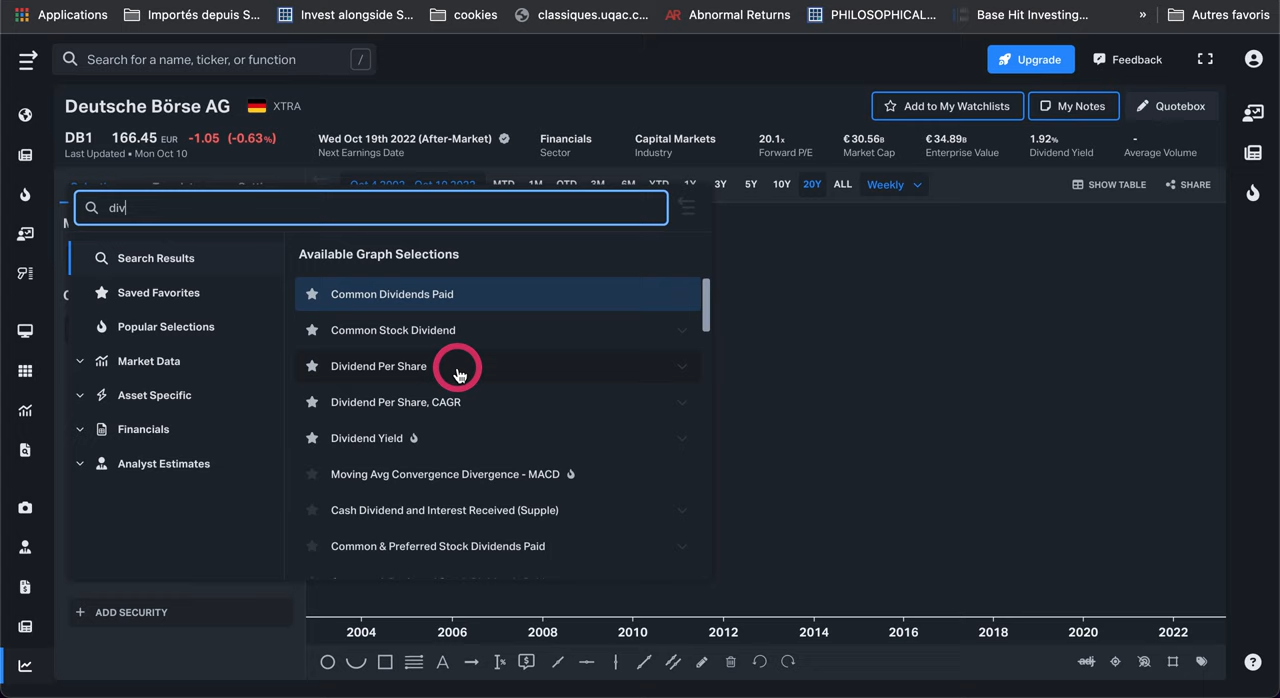 Applications
Importés depuis S...
Invest alongside S...
cookies
classiques.uqac.c...
AR Abnormal Returns
PHILOSOPHICAL...
Base Hit Investing...
»
Autres favoris
Search for a name, ticker, or function /
Upgrade
Feedback
Deutsche Börse AG XTRA
Add to My Watchlists
My Notes
Quotebox
DB1 166.45 EUR -1.05 (-0.63%)
Last Updated • Mon Oct 10
Wed Oct 19th 2022 (After-Market)
Next Earnings Date
Financials
Sector
Capital Markets
Industry
20.1x
Forward P/E
€30.56B
Market Cap
€34.89B
Enterprise Value
1.92%
Dividend Yield
-
Average Volume
MTD 1M QTD 3M 6M YTD 1Y 3Y 5Y 10Y 20Y ALL Weekly
SHOW TABLE
SHARE
div
Search Results
Saved Favorites
Popular Selections
Market Data
Asset Specific
Financials
Analyst Estimates
Available Graph Selections
Common Dividends Paid
Common Stock Dividend
Dividend Per Share
Dividend Per Share, CAGR
Dividend Yield
Moving Avg Convergence Divergence - MACD
Cash Dividend and Interest Received (Supple)
Common & Preferred Stock Dividends Paid
+ ADD SECURITY
2004 2006 2008 2010 2012 2014 2016 2018 2020 2022
A
adj
?